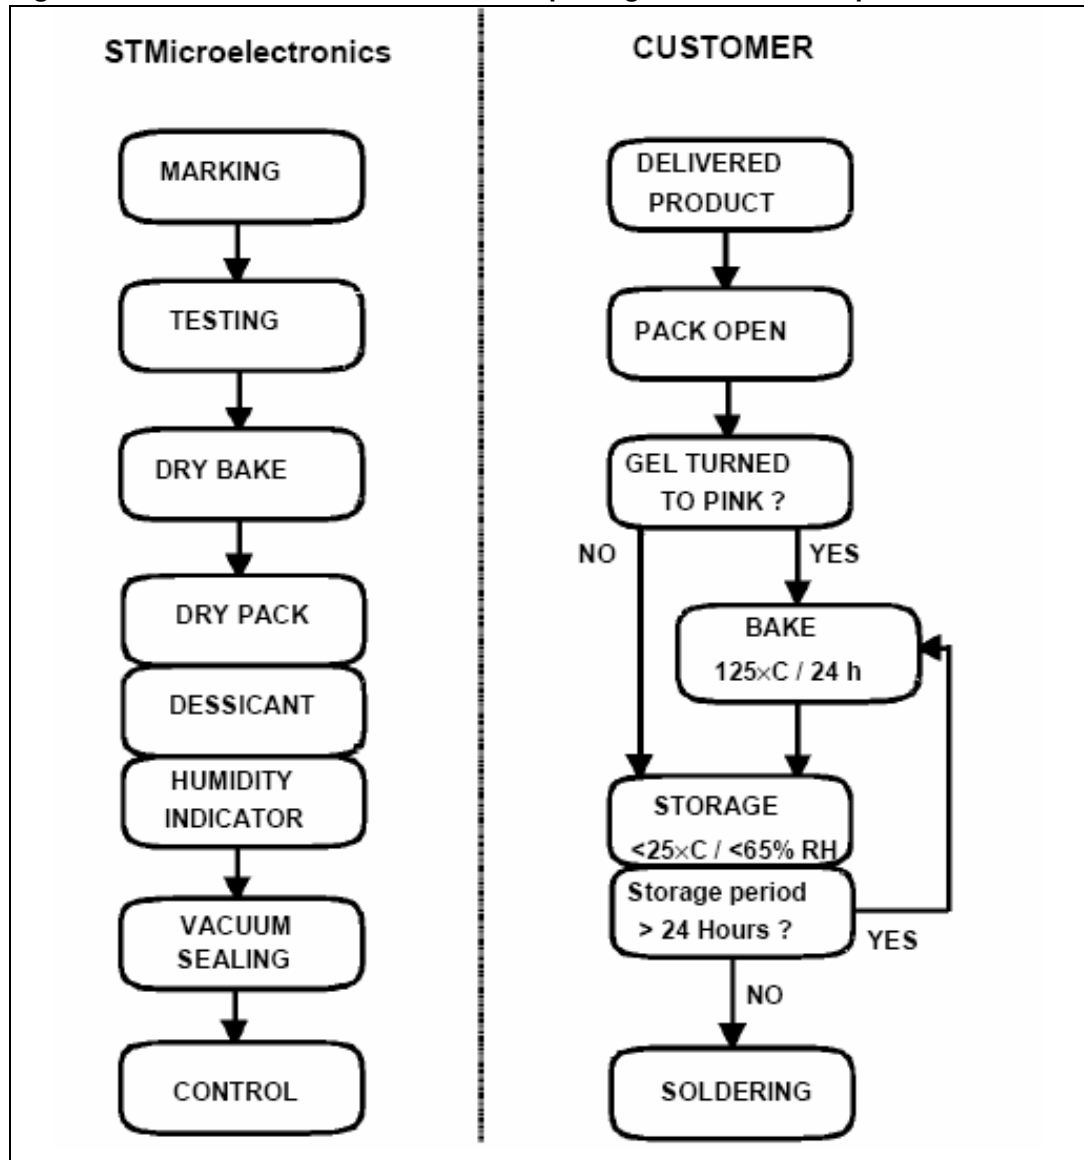 STMicroelectronics
MARKING
TESTING
DRY BAKE
DRY PACK
DESSICANT
HUMIDITY
INDICATOR
VACUUM
SEALING
CONTROL
CUSTOMER
DELIVERED
PRODUCT
PACK OPEN
GEL TURNED
TO PINK ?
NO
YES
BAKE
125×C / 24 h
STORAGE
<25×C / <65% RH
Storage period
> 24 Hours ?
YES
NO
SOLDERING